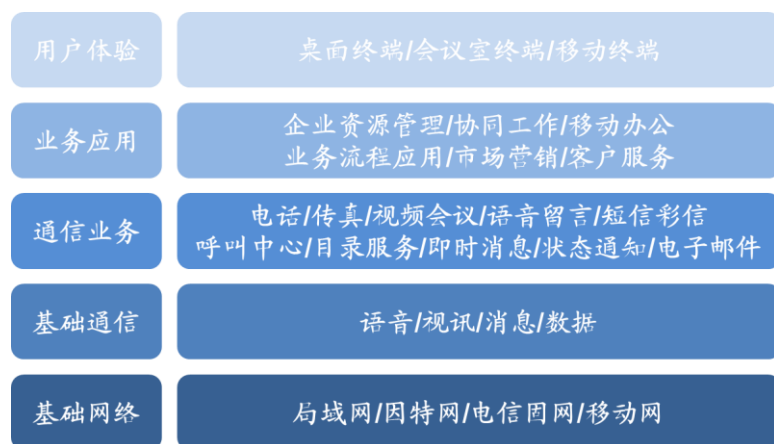 用户体验
桌面终端/会议室终端/移动终端
业务应用
企业资源管理/协同工作/移动办公
业务流程应用/市场营销/客户服务
通信业务
电话/传真/视频会议/语音留言/短信彩信
呼叫中心/目录服务/即时消息/状态通知/电子邮件
基础通信
语音/视讯/消息/数据
基础网络
局域网/因特网/电信固网/移动网